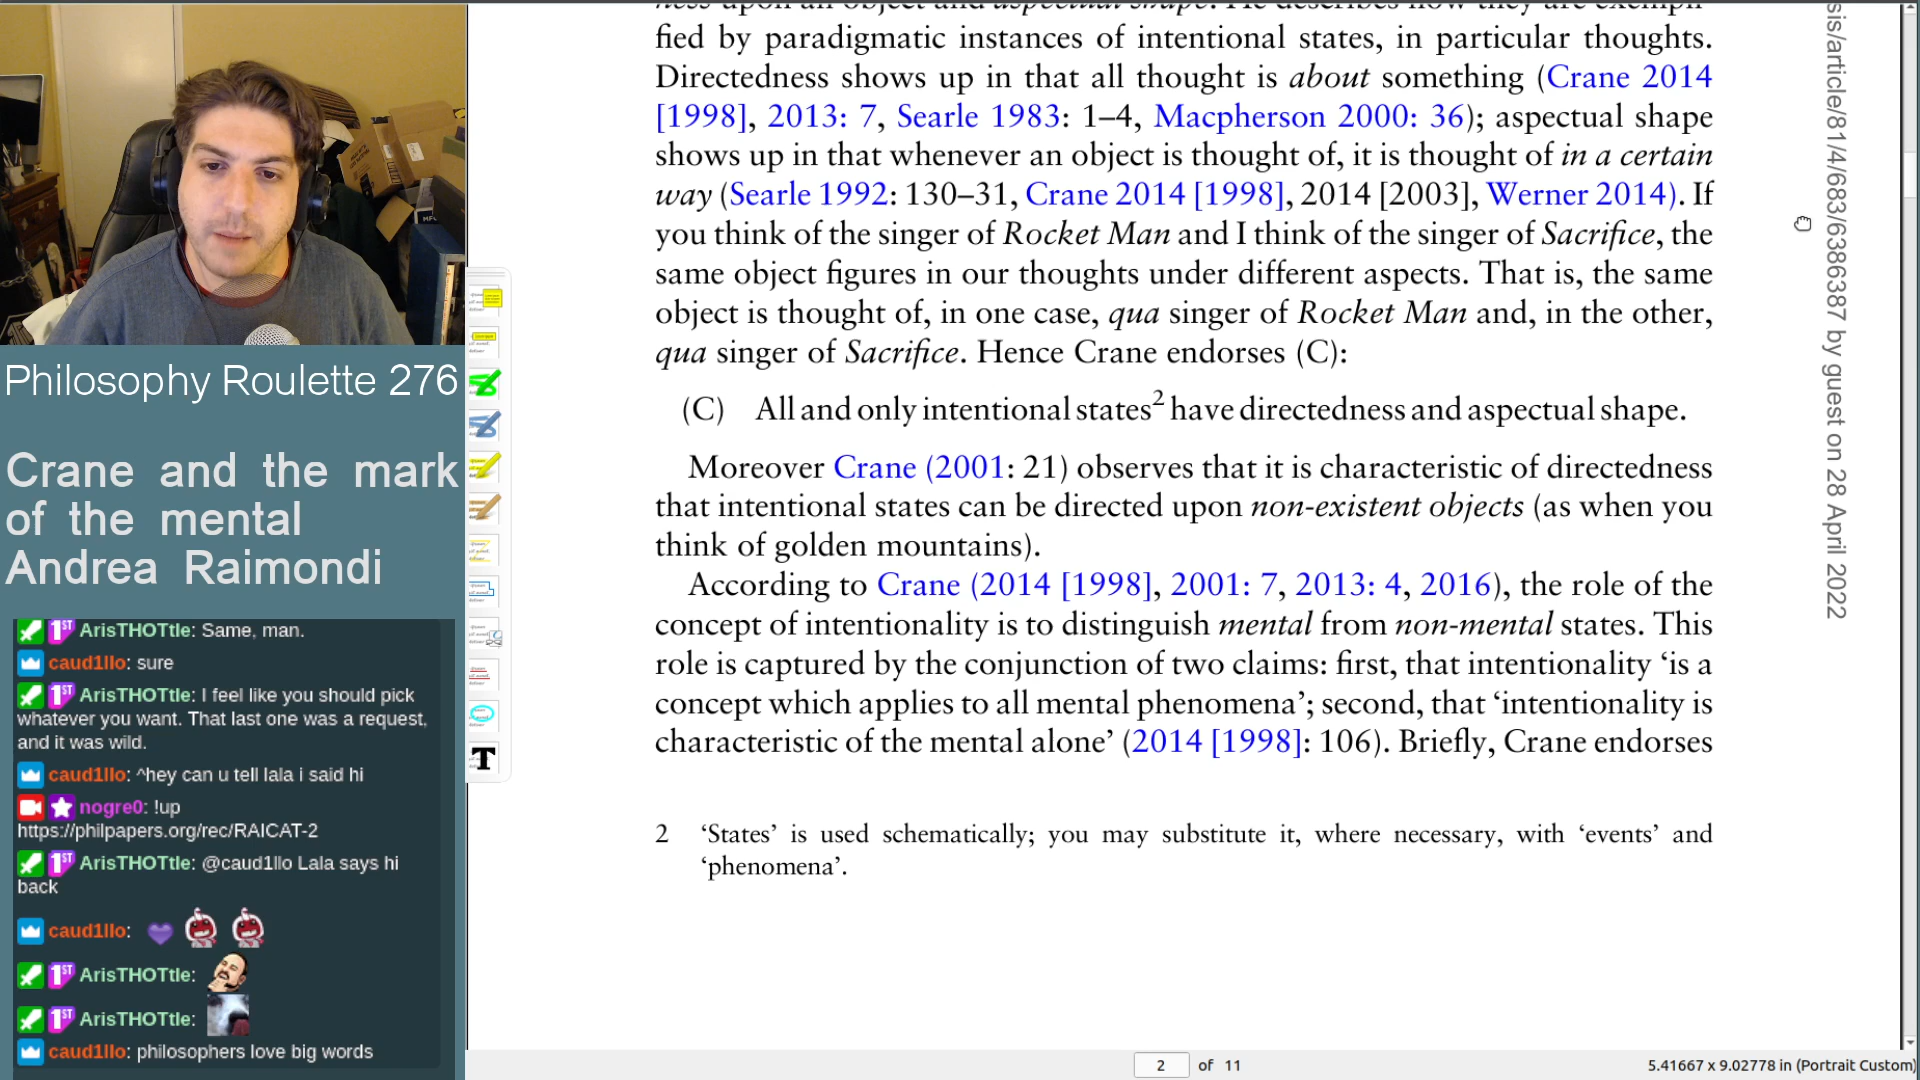 fied by paradigmatic instances of intentional states, in particular thoughts.
Directedness shows up in that all thought is about something (Crane 2014
[1998], 2013: 7, Searle 1983: 1–4, Macpherson 2000: 36); aspectual shape
shows up in that whenever an object is thought of, it is thought of in a certain
way (Searle 1992: 130–31, Crane 2014 [1998], 2014 [2003], Werner 2014). If
you think of the singer of Rocket Man and I think of the singer of Sacrifice, the
same object figures in our thoughts under different aspects. That is, the same
object is thought of, in one case, qua singer of Rocket Man and, in the other,
qua singer of Sacrifice. Hence Crane endorses (C):
(C) All and only intentional states2 have directedness and aspectual shape.
Moreover Crane (2001: 21) observes that it is characteristic of directedness
that intentional states can be directed upon non-existent objects (as when you
think of golden mountains).
According to Crane (2014 [1998], 2001: 7, 2013: 4, 2016), the role of the
concept of intentionality is to distinguish mental from non-mental states. This
role is captured by the conjunction of two claims: first, that intentionality ‘is a
concept which applies to all mental phenomena’; second, that ‘intentionality is
characteristic of the mental alone’ (2014 [1998]: 106). Briefly, Crane endorses
2 ‘States’ is used schematically; you may substitute it, where necessary, with ‘events’ and
‘phenomena’.
sis/article/81/4/683/6386387 by guest on 28 April 2022
Philosophy Roulette 276
Crane and the mark
of the mental
Andrea Raimondi
1ST ArisTHOTtle: Same, man.
caud1llo: sure
1ST ArisTHOTtle: I feel like you should pick
whatever you want. That last one was a request,
and it was wild.
caud1llo: ^hey can u tell lala i said hi
nogre0: !up
https://philpapers.org/rec/RAICAT-2
1ST ArisTHOTtle: @caud1llo Lala says hi
back
caud1llo:
1ST ArisTHOTtle:
1ST ArisTHOTtle:
caud1llo: philosophers love big words
T
2 of 11
5.41667 x 9.02778 in (Portrait Custom)